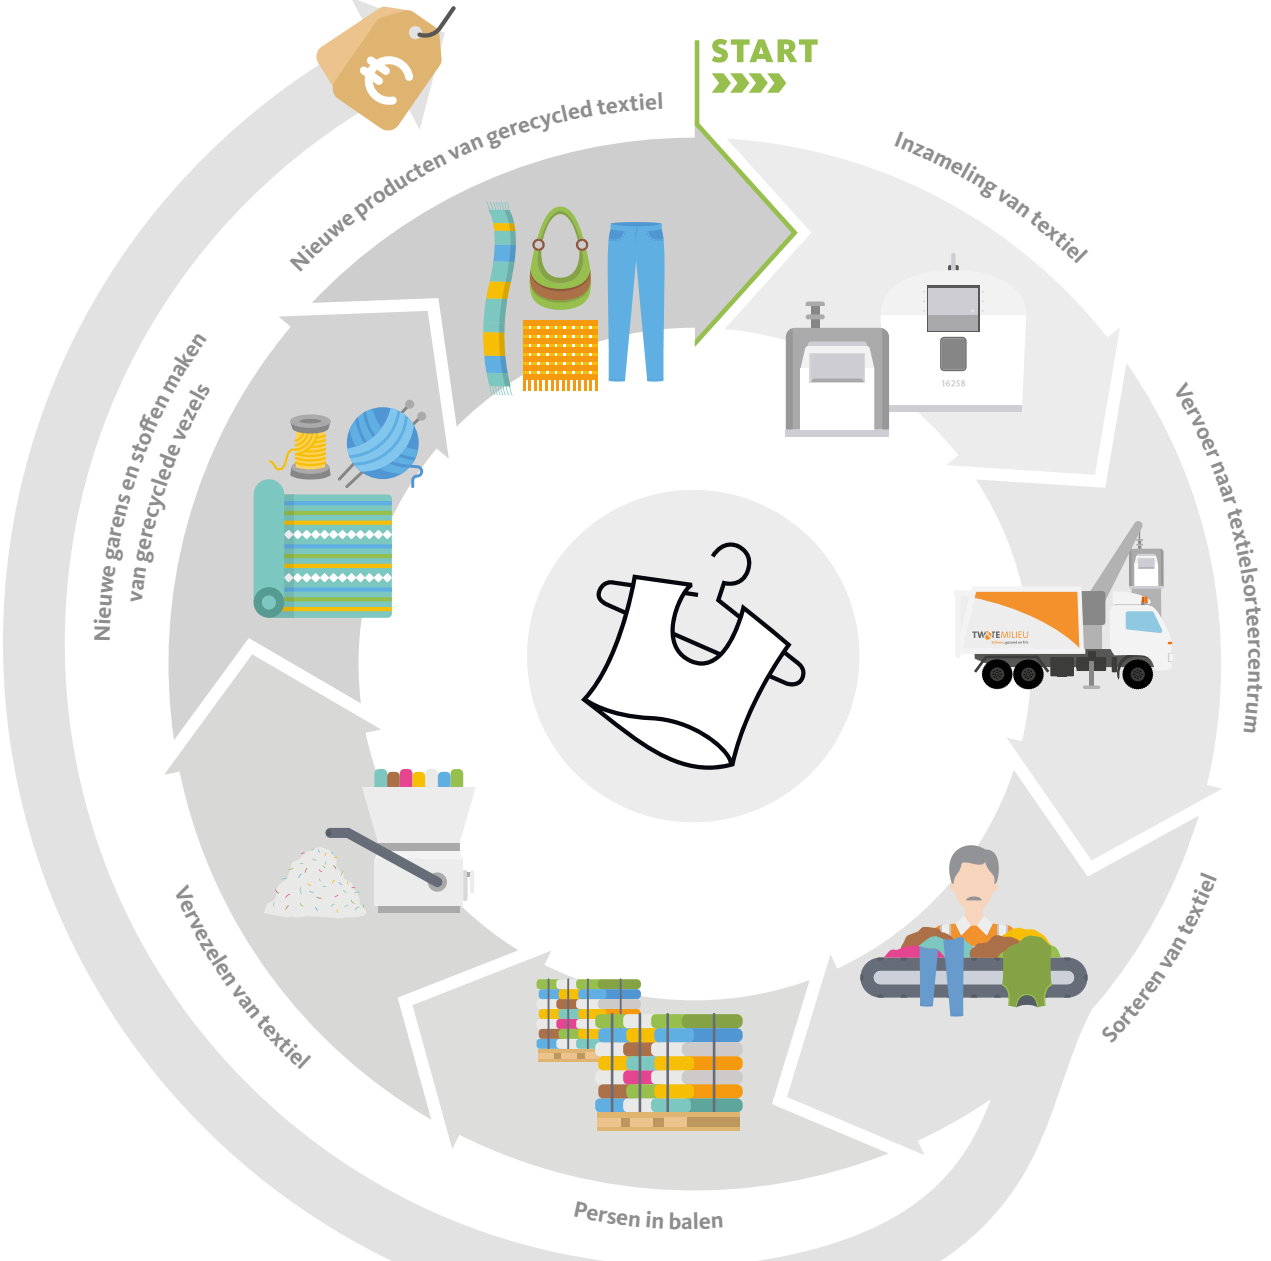 START
Inzameling van textiel
16258
Vervoer naar textielsorteercentrum
TWENTEMILIEU
Sorteren van textiel
Persen in balen
Vervezelen van textiel
Nieuwe garens en stoffen maken
van gerecyclede vezels
Nieuwe producten van gerecycled textiel
€